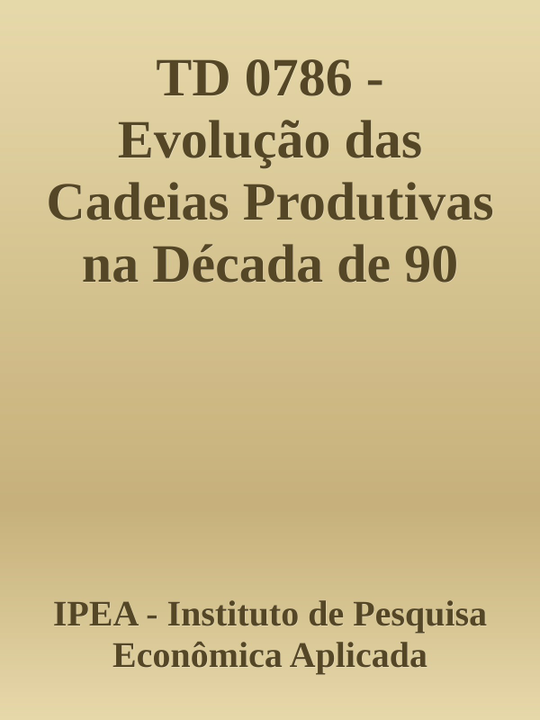 TD 0786 -
Evolução das
Cadeias Produtivas
na Década de 90
IPEA - Instituto de Pesquisa
Econômica Aplicada